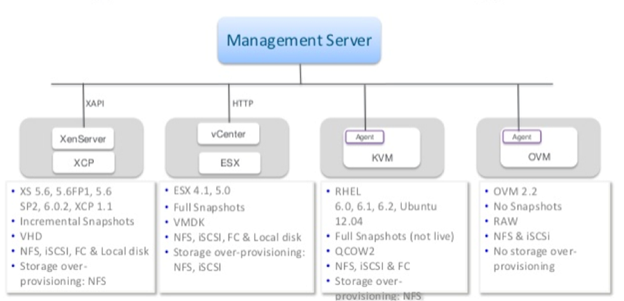 Management Server
XAPI
HTTP
XenServer
XCP
vCenter
ESX
Agent
KVM
Agent
OVM
• XS 5.6, 5.6FP1, 5.6
SP2, 6.0.2, XCP 1.1
• Incremental Snapshots
• VHD
• NFS, iSCSI, FC & Local disk
• Storage over-
provisioning: NFS
• ESX 4.1, 5.0
• Full Snapshots
• VMDK
• NFS, iSCSI, FC & Local disk
• Storage over-provisioning:
NFS, iSCSI
• RHEL
6.0, 6.1, 6.2, Ubuntu
12.04
• Full Snapshots (not live)
• QCOW2
• NFS, iSCSI & FC
• Storage over-
provisioning: NFS
• OVM 2.2
• No Snapshots
• RAW
• NFS & iSCSi
• No storage over-
provisioning